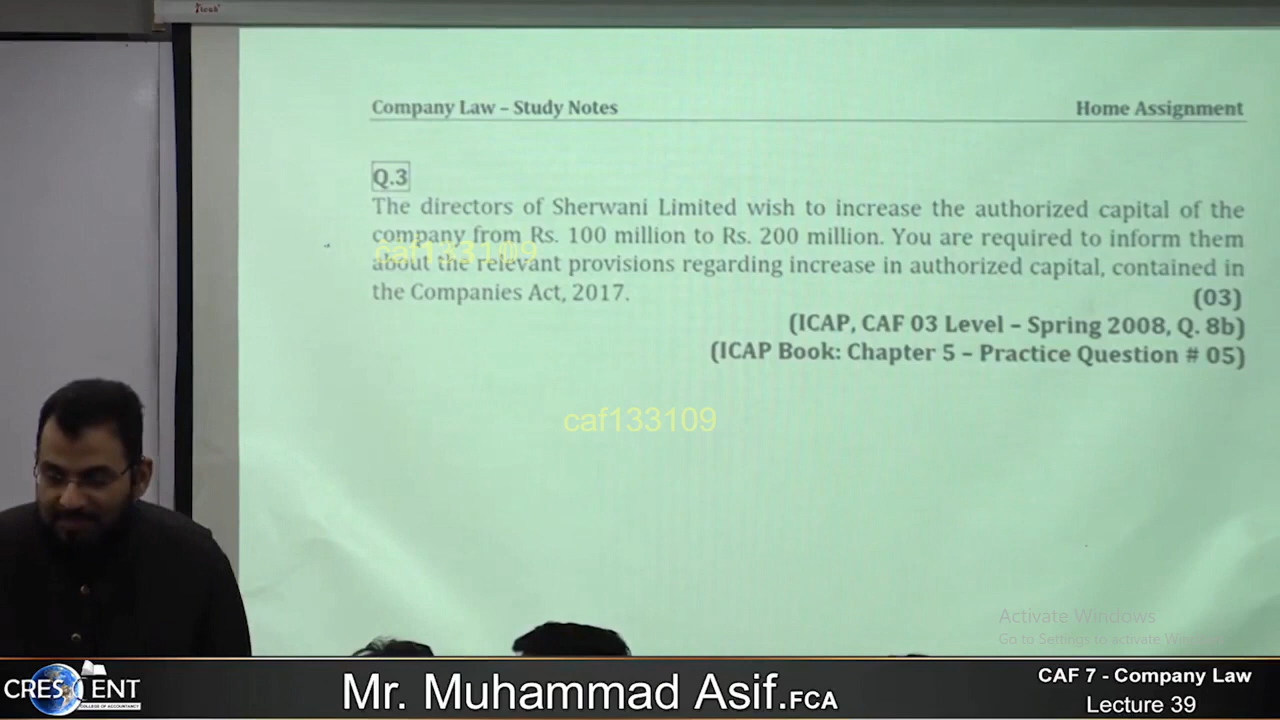 Company Law – Study Notes
Home Assignment
Q.3
The directors of Sherwani Limited wish to increase the authorized capital of the
company from Rs. 100 million to Rs. 200 million. You are required to inform them
about the relevant provisions regarding increase in authorized capital, contained in
the Companies Act, 2017.
(03)
(ICAP, CAF 03 Level – Spring 2008, Q. 8b)
(ICAP Book: Chapter 5 – Practice Question # 05)
caf133109
caf133109
Activate Windows
Go to Settings to activate Windows
CRESCENT
COLLEGE OF ACCOUNTANCY
Mr. Muhammad Asif.FCA
CAF 7 - Company Law
Lecture 39